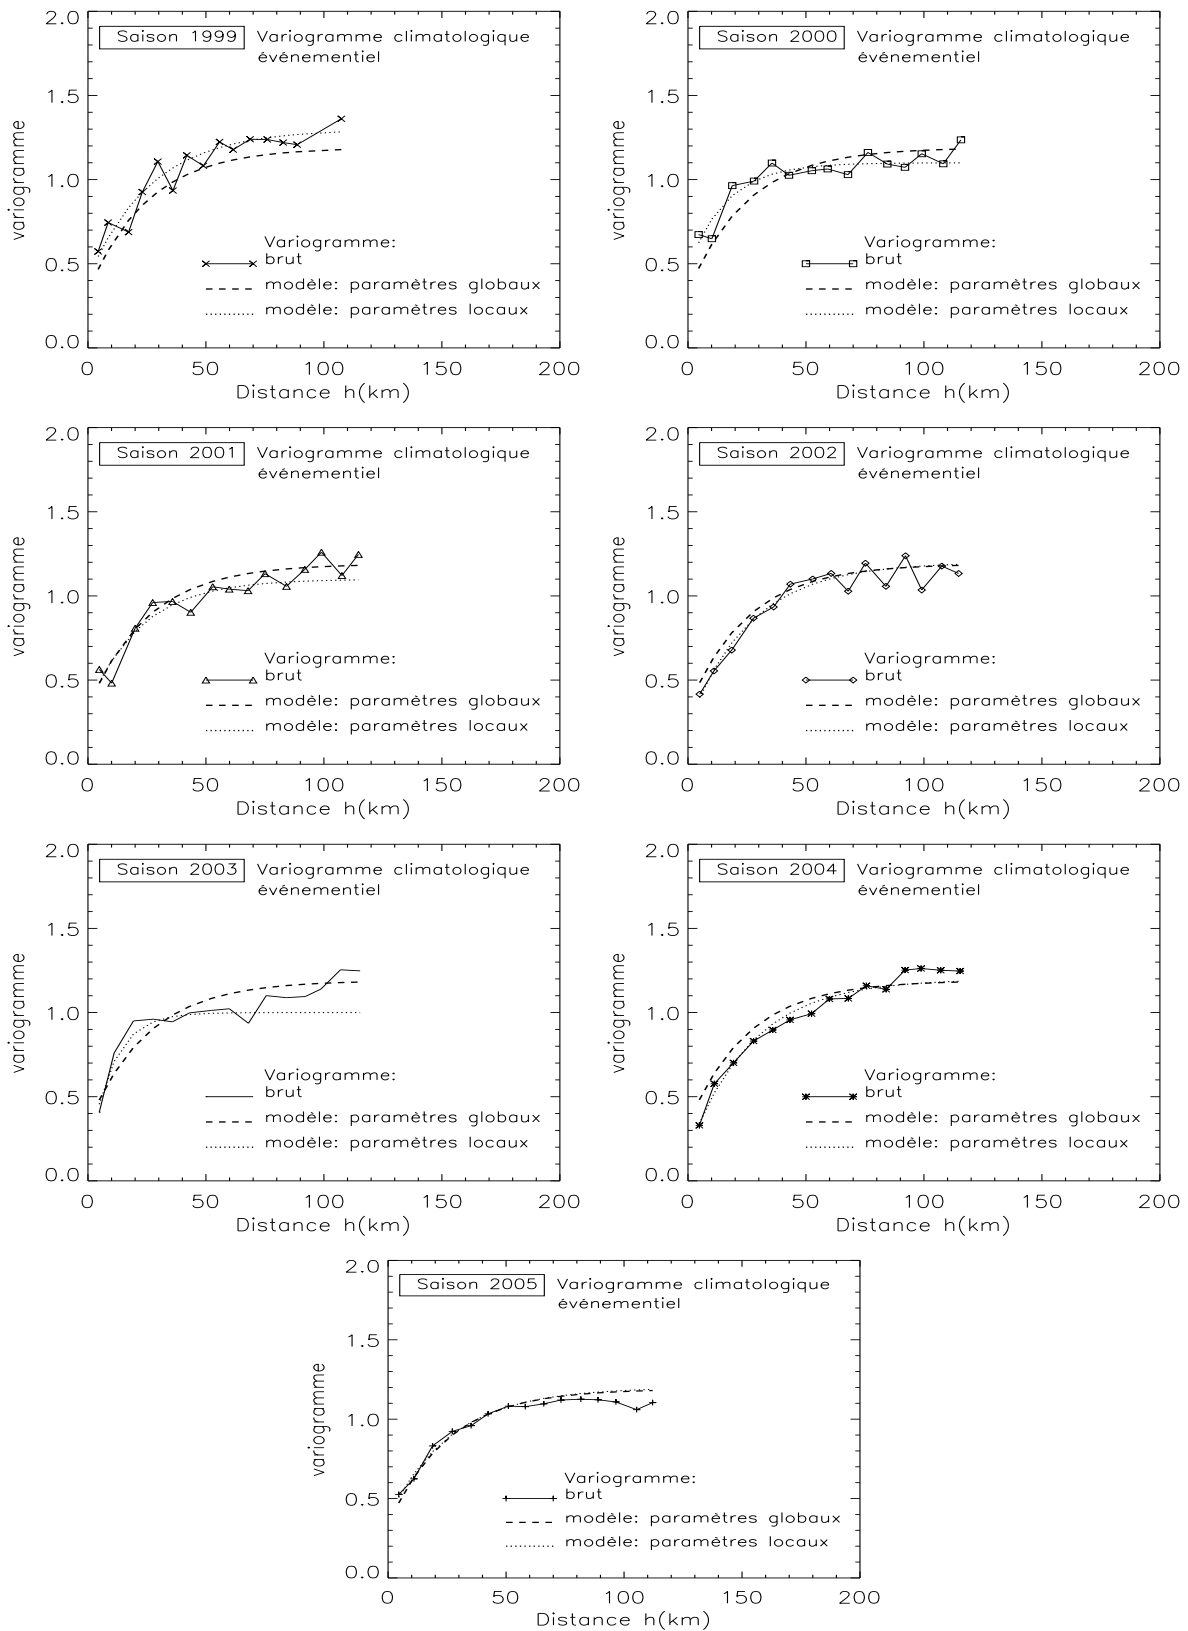 2.0
Saison 1999
Variogramme climatologique
événementiel
1.5
1.0
0.5
0.0
variogramme
Variogramme:
brut
modèle: paramètres globaux
modèle: paramètres locaux
0 50 100 150 200
Distance h(km)
2.0
Saison 2000
Variogramme climatologique
événementiel
1.5
1.0
0.5
0.0
variogramme
Variogramme:
brut
modèle: paramètres globaux
modèle: paramètres locaux
0 50 100 150 200
Distance h(km)
2.0
Saison 2001
Variogramme climatologique
événementiel
1.5
1.0
0.5
0.0
variogramme
Variogramme:
brut
modèle: paramètres globaux
modèle: paramètres locaux
0 50 100 150 200
Distance h(km)
2.0
Saison 2002
Variogramme climatologique
événementiel
1.5
1.0
0.5
0.0
variogramme
Variogramme:
brut
modèle: paramètres globaux
modèle: paramètres locaux
0 50 100 150 200
Distance h(km)
2.0
Saison 2003
Variogramme climatologique
événementiel
1.5
1.0
0.5
0.0
variogramme
Variogramme:
brut
modèle: paramètres globaux
modèle: paramètres locaux
0 50 100 150 200
Distance h(km)
2.0
Saison 2004
Variogramme climatologique
événementiel
1.5
1.0
0.5
0.0
variogramme
Variogramme:
brut
modèle: paramètres globaux
modèle: paramètres locaux
0 50 100 150 200
Distance h(km)
2.0
Saison 2005
Variogramme climatologique
événementiel
1.5
1.0
0.5
0.0
variogramme
Variogramme:
brut
modèle: paramètres globaux
modèle: paramètres locaux
0 50 100 150 200
Distance h(km)